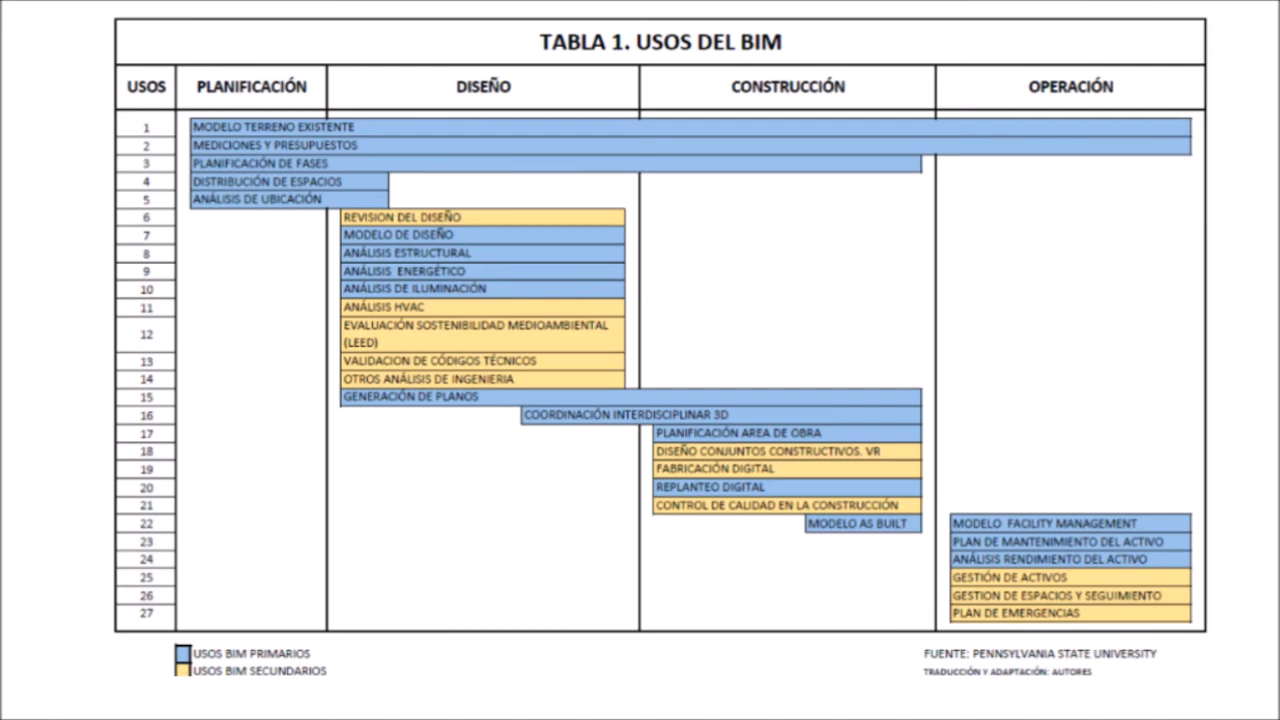 TABLA 1. USOS DEL BIM
USOS PLANIFICACIÓN DISEÑO CONSTRUCCIÓN OPERACIÓN
1 MODELO TERRENO EXISTENTE
2 MEDICIONES Y PRESUPUESTOS
3 PLANIFICACIÓN DE FASES
4 DISTRIBUCIÓN DE ESPACIOS
5 ANÁLISIS DE UBICACIÓN
6 REVISION DEL DISEÑO
7 MODELO DE DISEÑO
8 ANÁLISIS ESTRUCTURAL
9 ANÁLISIS ENERGÉTICO
10 ANÁLISIS DE ILUMINACIÓN
11 ANÁLISIS HVAC
12 EVALUACIÓN SOSTENIBILIDAD MEDIOAMBIENTAL
(LEED)
13 VALIDACION DE CÓDIGOS TÉCNICOS
14 OTROS ANÁLISIS DE INGENIERIA
15 GENERACIÓN DE PLANOS
16 COORDINACIÓN INTERDISCIPLINAR 3D
17 PLANIFICACIÓN AREA DE OBRA
18 DISEÑO CONJUNTOS CONSTRUCTIVOS. VR
19 FABRICACIÓN DIGITAL
20 REPLANTEO DIGITAL
21 CONTROL DE CALIDAD EN LA CONSTRUCCIÓN
22 MODELO AS BUILT MODELO FACILITY MANAGEMENT
23 PLAN DE MANTENIMIENTO DEL ACTIVO
24 ANÁLISIS RENDIMIENTO DEL ACTIVO
25 GESTIÓN DE ACTIVOS
26 GESTION DE ESPACIOS Y SEGUIMIENTO
27 PLAN DE EMERGENCIAS
USOS BIM PRIMARIOS FUENTE: PENNSYLVANIA STATE UNIVERSITY
USOS BIM SECUNDARIOS TRADUCCIÓN Y ADAPTACIÓN: AUTORES